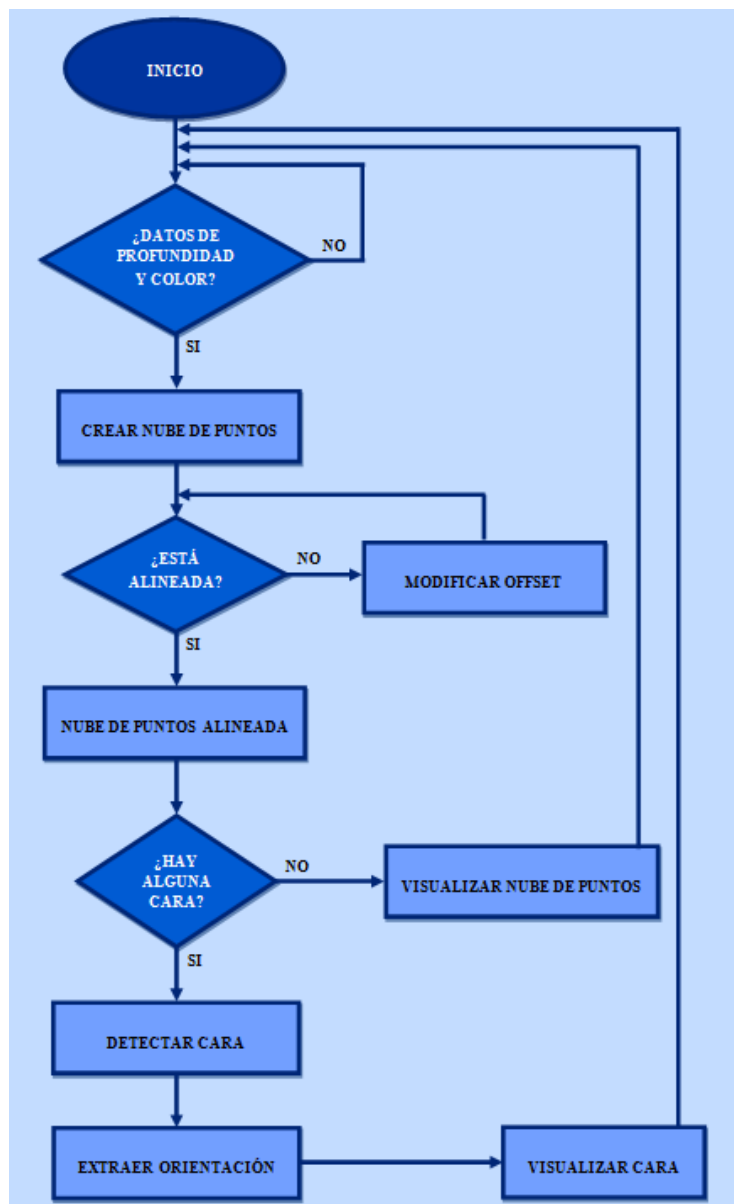 INICIO
¿DATOS DE
PROFUNDIDAD
Y COLOR?
NO
SI
CREAR NUBE DE PUNTOS
¿ESTÁ
ALINEADA?
NO
MODIFICAR OFFSET
SI
NUBE DE PUNTOS ALINEADA
¿HAY
ALGUNA
CARA?
NO
VISUALIZAR NUBE DE PUNTOS
SI
DETECTAR CARA
EXTRAER ORIENTACIÓN
VISUALIZAR CARA